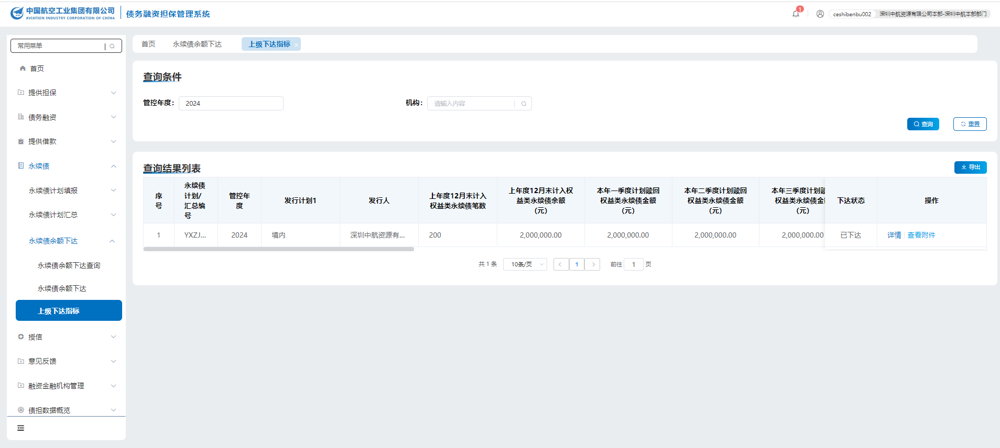 中国航空工业集团有限公司
AVIATION INDUSTRY CORPORATION OF CHINA
债务融资担保管理系统
1
ceshibenbu002
深圳中航资源有限公司本部-深圳中航本部部门
常用菜单
首页
提供担保
债务融资
提供借款
永续债
永续债计划填报
永续债计划汇总
永续债余额下达
永续债余额下达查询
永续债余额下达
上级下达指标
授信
意见反馈
融资金融机构管理
债担数据概览
首页
永续债余额下达
上级下达指标
查询条件
管控年度：
2024
机构：
请输入内容
查询
重置
查询结果列表
导出
序号
永续债计划/汇总编号
管控年度
发行计划1
发行人
上年度12月末计入权益类永续债笔数
上年度12月末计入权益类永续债余额(元)
本年一季度计划赎回权益类永续债金额(元)
本年二季度计划赎回权益类永续债金额(元)
本年三季度计划赎
权益类永续债金
(元)
下达状态
操作
1
YXZJ...
2024
境内
深圳中航资源有...
200
2,000,000.00
2,000,000.00
2,000,000.00
2,000,000.00
已下达
详情
查看附件
共 1 条
10条/页
1
前往
1
页